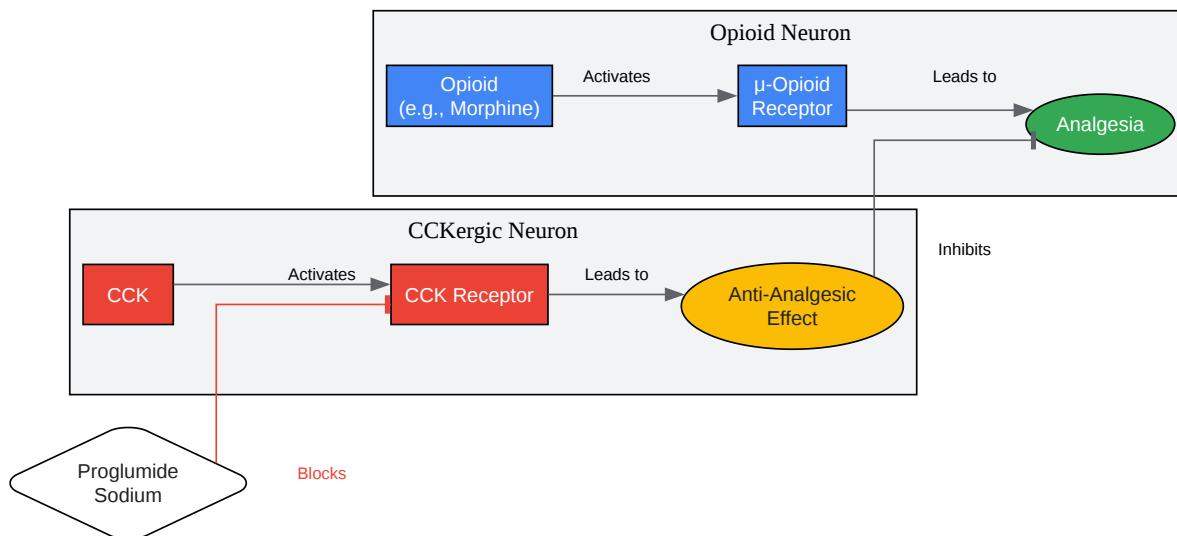 Opioid Neuron
Opioid
(e.g., Morphine)
Activates
μ-Opioid
Receptor
Leads to
Analgesia
CCKergic Neuron
CCK
Activates
CCK Receptor
Leads to
Anti-Analgesic
Effect
Inhibits
Proglumide
Sodium
Blocks